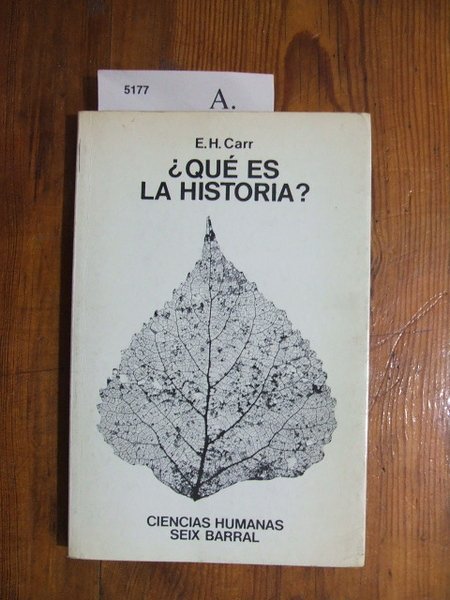 5177
A.
E.H. Carr
¿QUÉ ES
LA HISTORIA?
CIENCIAS HUMANAS
SEIX BARRAL